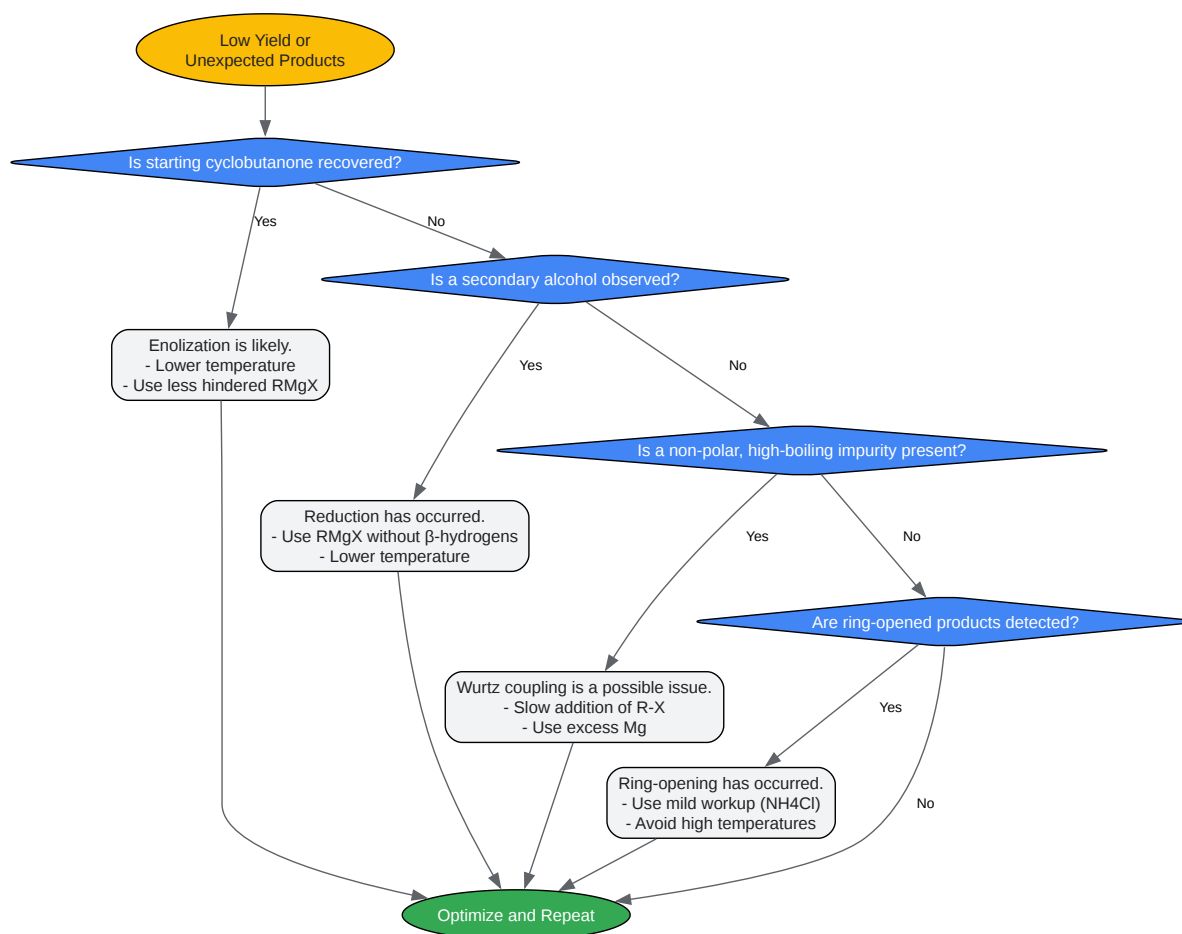 Low Yield or
Unexpected Products
Is starting cyclobutanone recovered?
Yes
No
Is a secondary alcohol observed?
Enolization is likely.
- Lower temperature
- Use less hindered RMgX
Yes
No
Is a non-polar, high-boiling impurity present?
Reduction has occurred.
- Use RMgX without β-hydrogens
- Lower temperature
Yes
No
Are ring-opened products detected?
Wurtz coupling is a possible issue.
- Slow addition of R-X
- Use excess Mg
Yes
Ring-opening has occurred.
- Use mild workup (NH4Cl)
- Avoid high temperatures
No
Optimize and Repeat